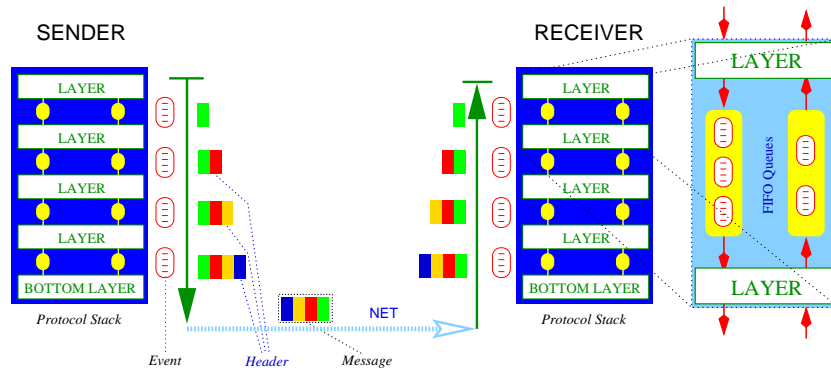 SENDER
RECEIVER
LAYER
LAYER
LAYER
LAYER
BOTTOM LAYER
Protocol Stack
Event
Header
Message
NET
LAYER
LAYER
LAYER
LAYER
BOTTOM LAYER
Protocol Stack
LAYER
FIFO Queues
LAYER